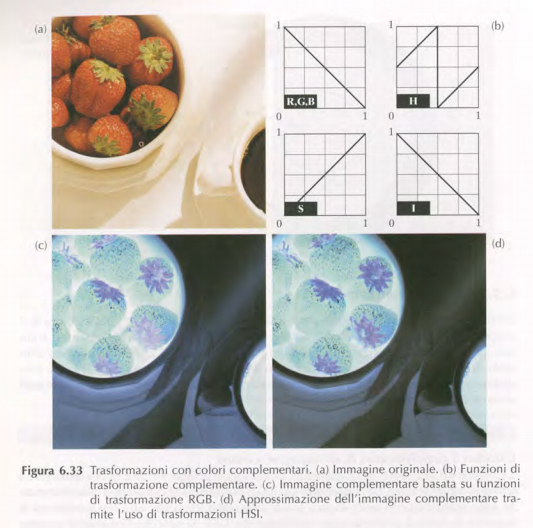 (a)
1
R,G,B
0
1
1
H
0
1
(b)
1
S
0
1
1
I
0
1
(c)
(d)
Figura 6.33 Trasformazioni con colori complementari. (a) Immagine originale. (b) Funzioni di
trasformazione complementare. (c) Immagine complementare basata su funzioni
di trasformazione RGB. (d) Approssimazione dell'immagine complementare tra-
mite l'uso di trasformazioni HSI.